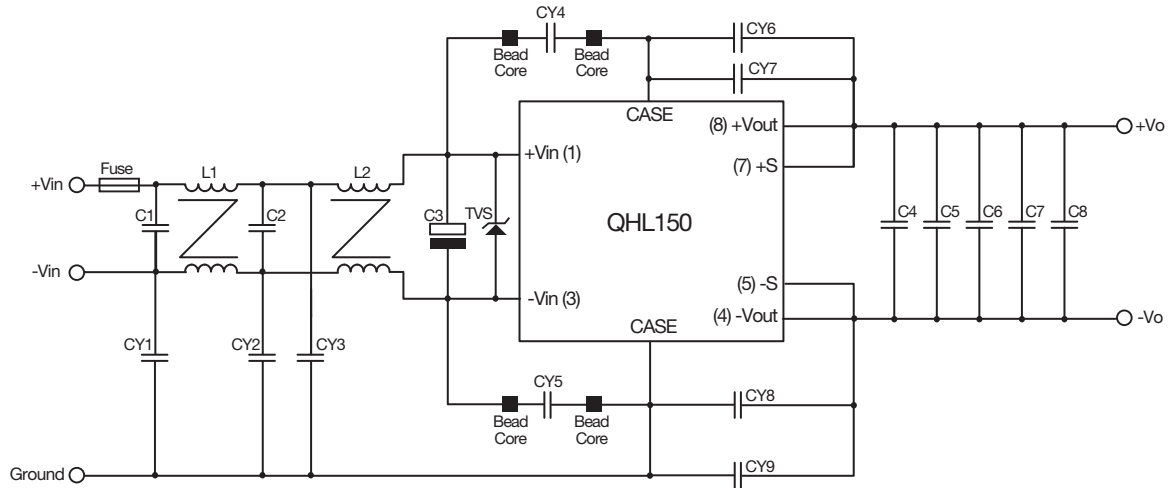 CY4
CY6
Bead
Core
Bead
Core
CY7
CASE
(8) +Vout
+Vo
+Vin (1)
(7) +S
Fuse
L1
L2
+Vin
C1
C2
C3
TVS
QHL150
C4
C5
C6
C7
C8
-Vin
(5) -S
-Vin (3)
(4) -Vout
-Vo
CASE
CY1
CY2
CY3
CY5
CY8
Bead
Core
Bead
Core
CY9
Ground